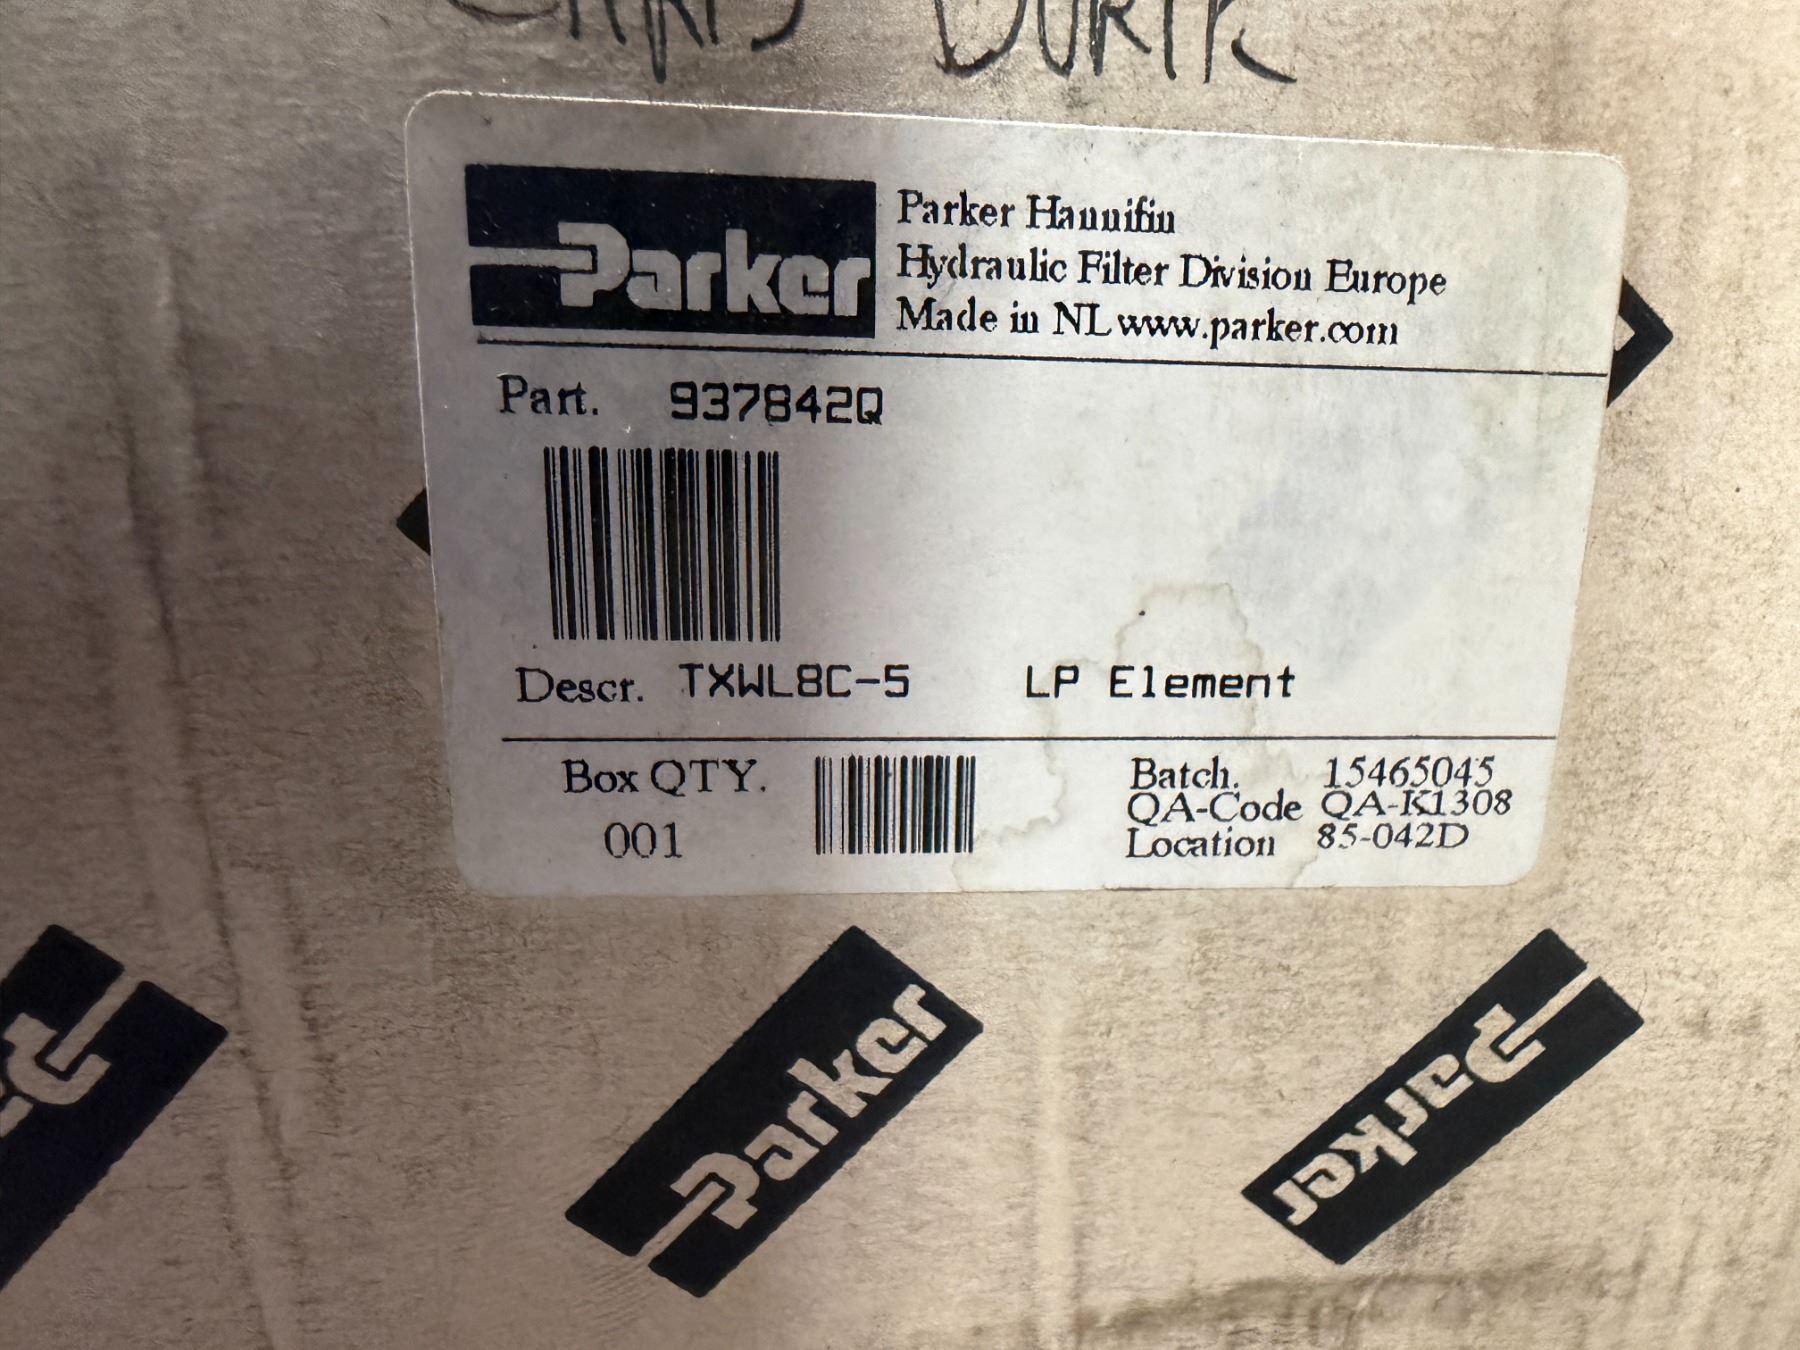 Parker
Parker Hannifin
Hydraulic Filter Division Europe
Made in NL www.parker.com
Part. 937842Q
Descr. TXWL8C-5 LP Element
Box QTY.
001
Batch. 15465045
QA-Code QA-K1308
Location 85-042D
Parker
Parker